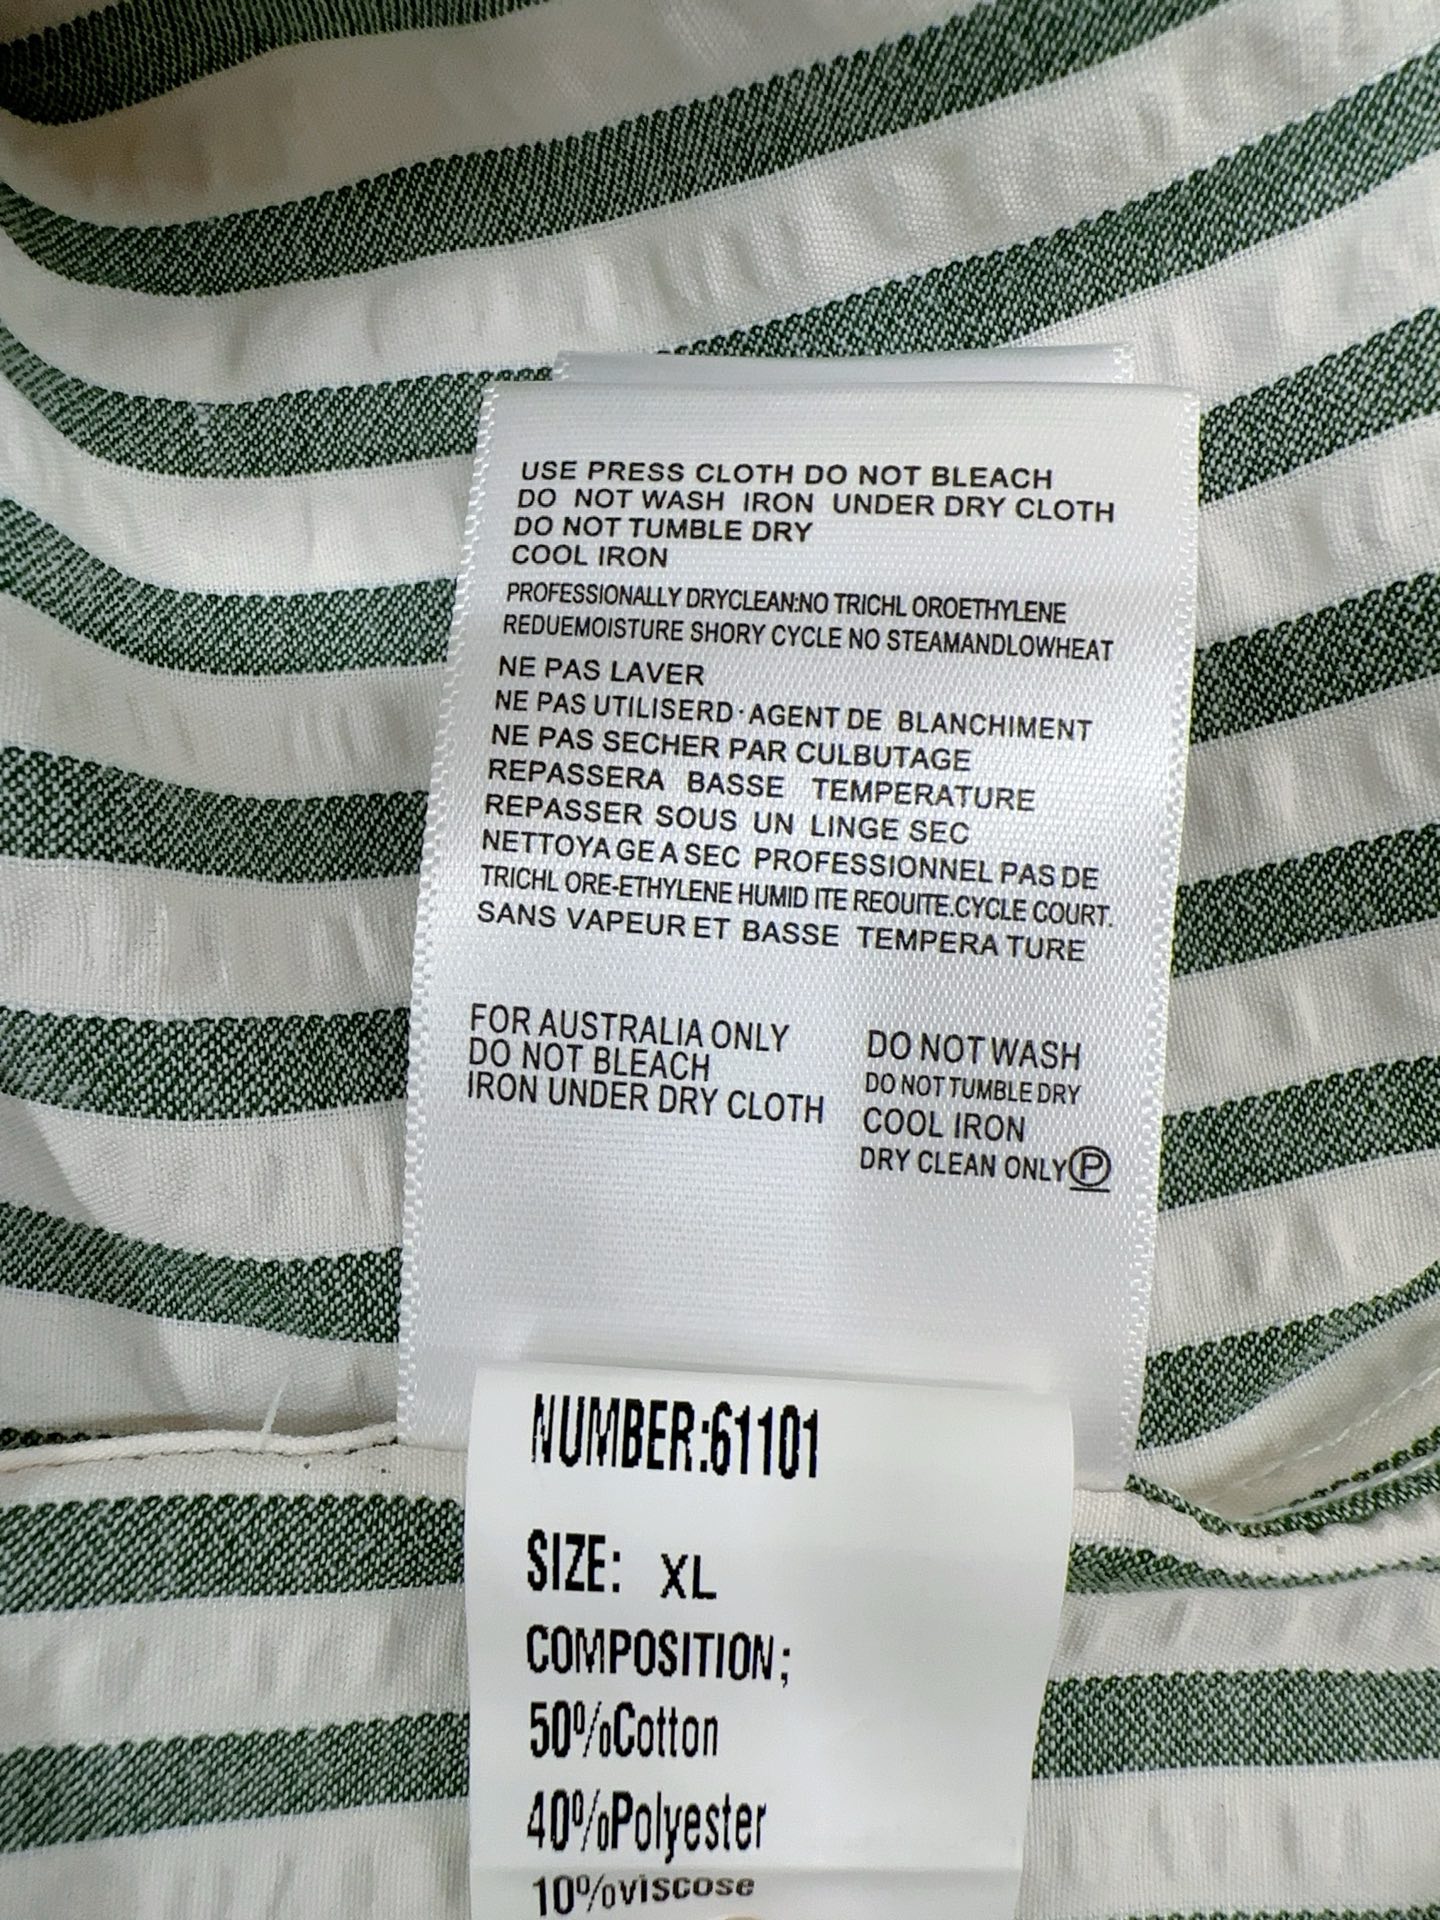 USE PRESS CLOTH DO NOT BLEACH
DO NOT WASH IRON UNDER DRY CLOTH
DO NOT TUMBLE DRY
COOL IRON
PROFESSIONALLY DRYCLEAN:NO TRICHL OROETHYLENE
REDUEMOISTURE SHORY CYCLE NO STEAMANDLOWHEAT
NE PAS LAVER
NE PAS UTILISERD·AGENT DE BLANCHIMENT
NE PAS SECHER PAR CULBUTAGE
REPASSERA BASSE TEMPERATURE
REPASSER SOUS UN LINGE SEC
NETTOYAGE A SEC PROFESSIONNEL PAS DE
TRICHL ORE-ETHYLENE HUMID ITE REOUITE.CYCLE COURT.
SANS VAPEUR ET BASSE TEMPERA TURE
FOR AUSTRALIA ONLY
DO NOT BLEACH
IRON UNDER DRY CLOTH
DO NOT WASH
DO NOT TUMBLE DRY
COOL IRON
DRY CLEAN ONLY Ⓟ
NUMBER:61101
SIZE: XL
COMPOSITION;
50%Cotton
40%Polyester
10%viscose